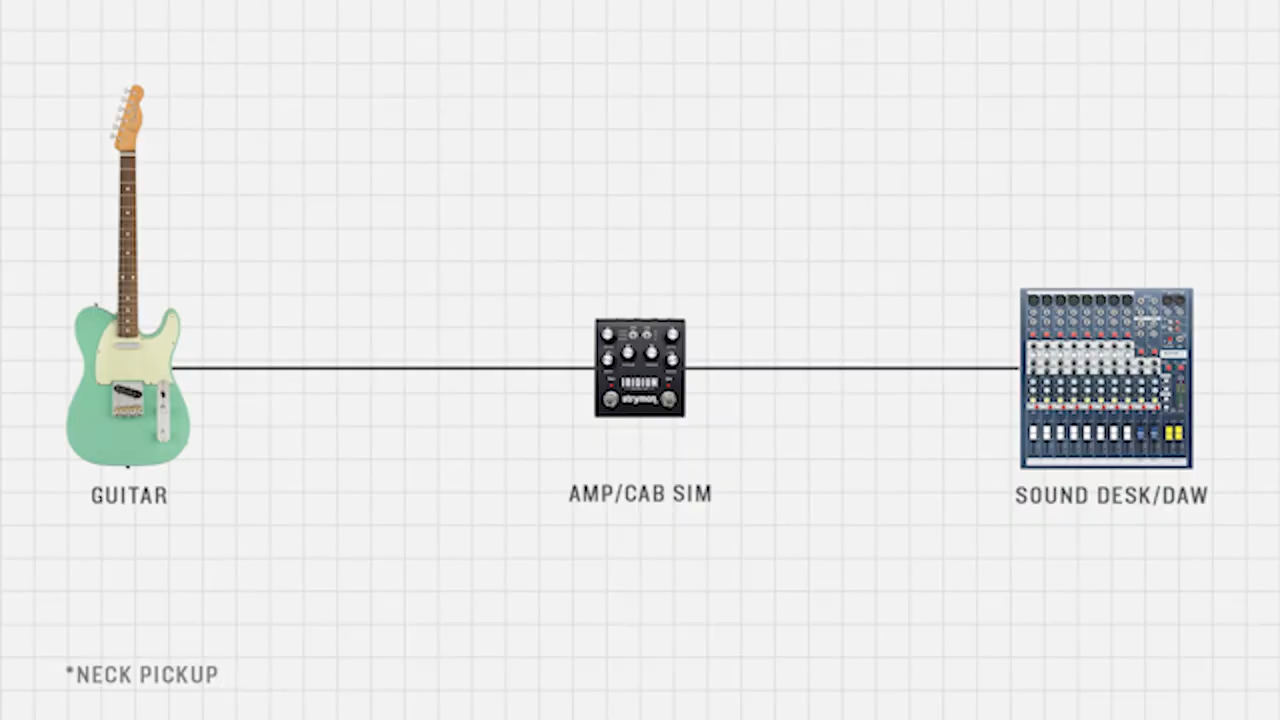 IRIDIUM
strymon
GUITAR
AMP/CAB SIM
SOUND DESK/DAW
*NECK PICKUP